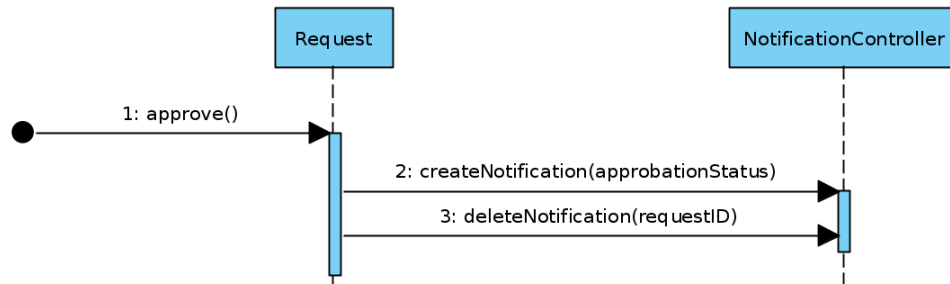 Request
NotificationController
1: approve()
2: createNotification(approbationStatus)
3: deleteNotification(requestID)